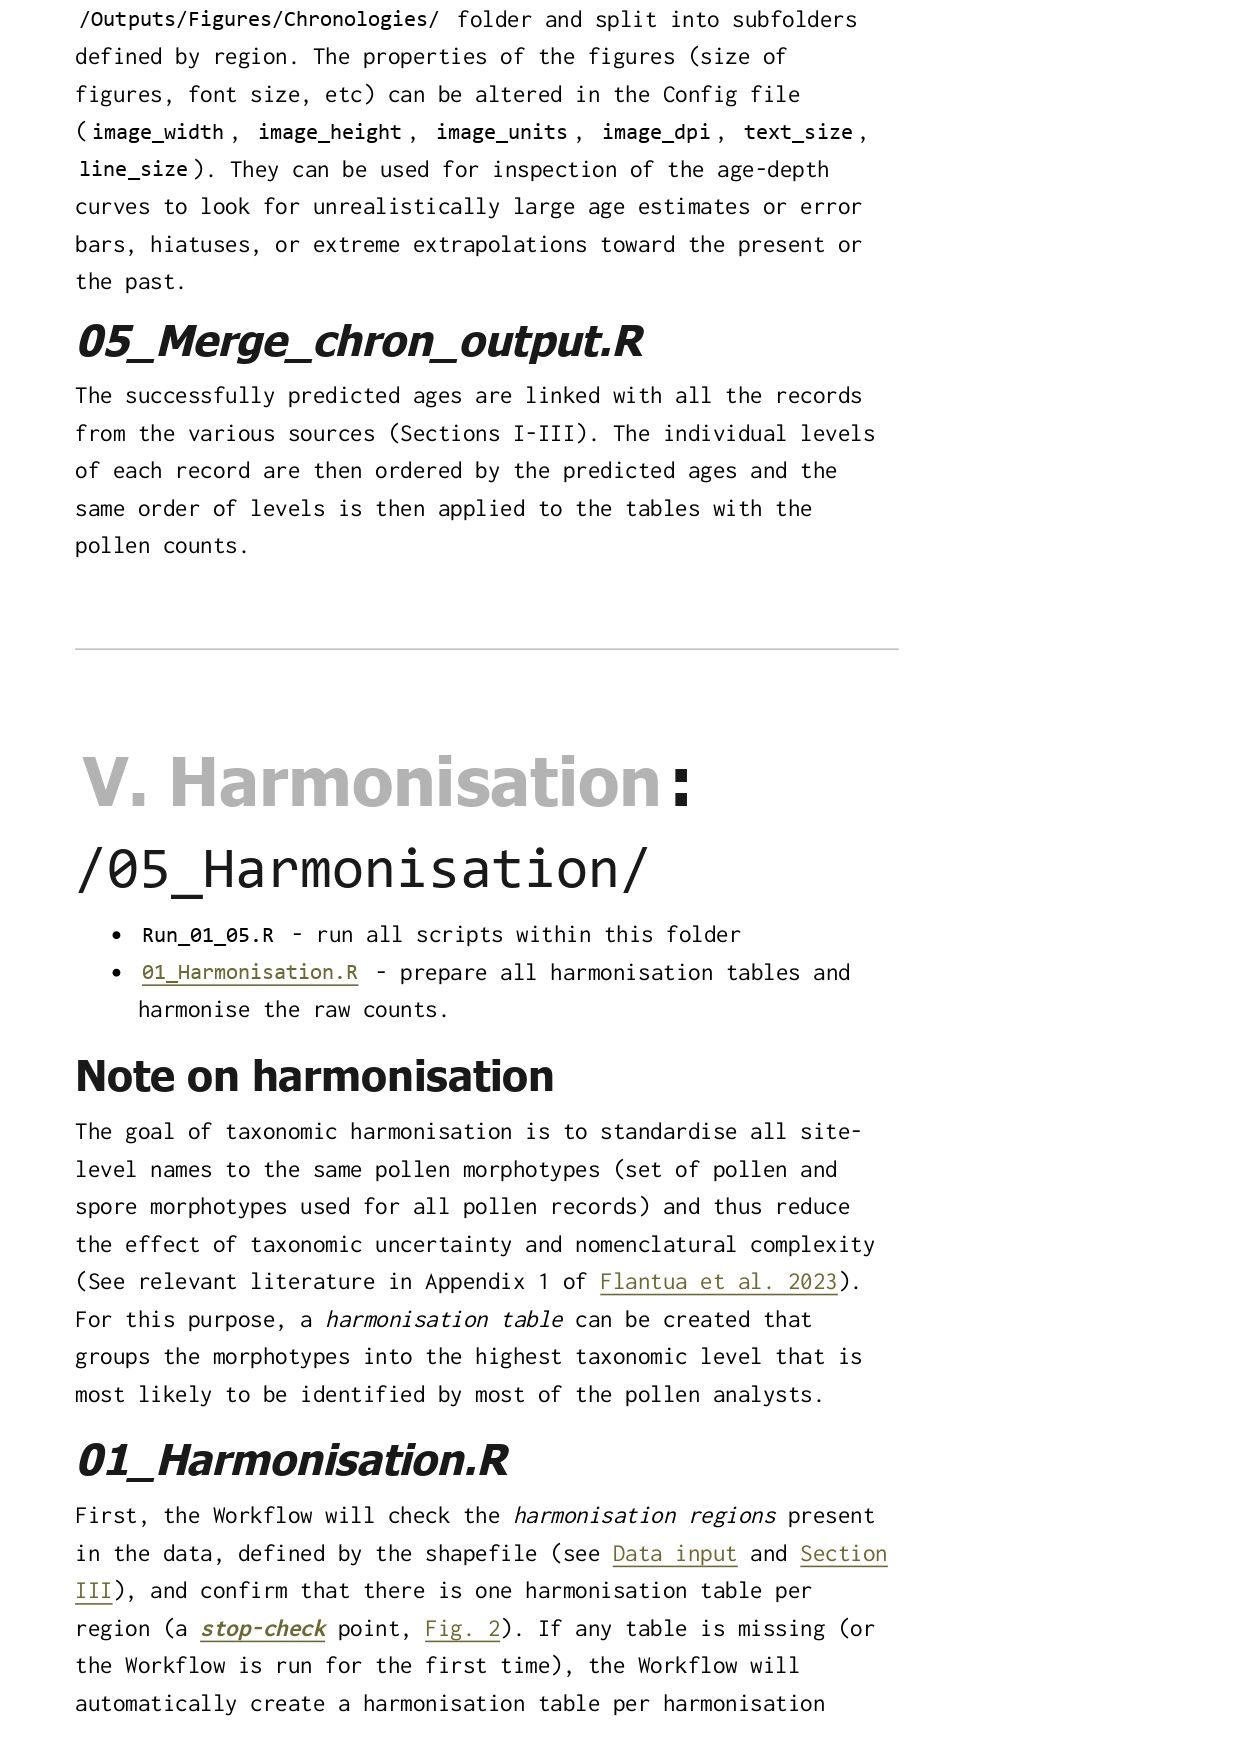 /Outputs/Figures/Chronologies/ folder and split into subfolders
defined by region. The properties of the figures (size of
figures, font size, etc) can be altered in the Config file
(image_width, image_height, image_units, image_dpi, text_size,
line_size). They can be used for inspection of the age-depth
curves to look for unrealistically large age estimates or error
bars, hiatuses, or extreme extrapolations toward the present or
the past.
05_Merge_chron_output.R
The successfully predicted ages are linked with all the records
from the various sources (Sections I-III). The individual levels
of each record are then ordered by the predicted ages and the
same order of levels is then applied to the tables with the
pollen counts.
V. Harmonisation:
/05_Harmonisation/
• Run_01_05.R - run all scripts within this folder
• 01_Harmonisation.R - prepare all harmonisation tables and
harmonise the raw counts.
Note on harmonisation
The goal of taxonomic harmonisation is to standardise all site-
level names to the same pollen morphotypes (set of pollen and
spore morphotypes used for all pollen records) and thus reduce
the effect of taxonomic uncertainty and nomenclatural complexity
(See relevant literature in Appendix 1 of Flantua et al. 2023).
For this purpose, a harmonisation table can be created that
groups the morphotypes into the highest taxonomic level that is
most likely to be identified by most of the pollen analysts.
01_Harmonisation.R
First, the Workflow will check the harmonisation regions present
in the data, defined by the shapefile (see Data input and Section
III), and confirm that there is one harmonisation table per
region (a stop-check point, Fig. 2). If any table is missing (or
the Workflow is run for the first time), the Workflow will
automatically create a harmonisation table per harmonisation